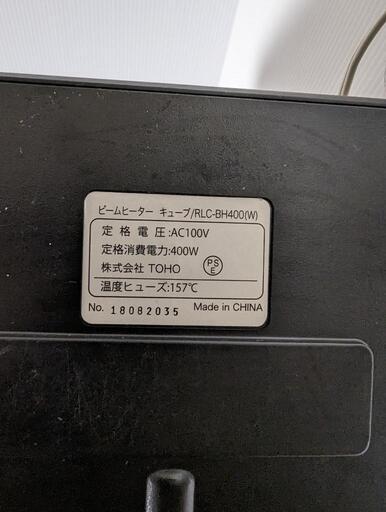 ビームヒーター キューブ/RLC-BH400(W)
定格電圧:AC100V
定格消費電力:400W
株式会社 TOHO PSE
温度ヒューズ:157℃
No. 18082035 Made in CHINA